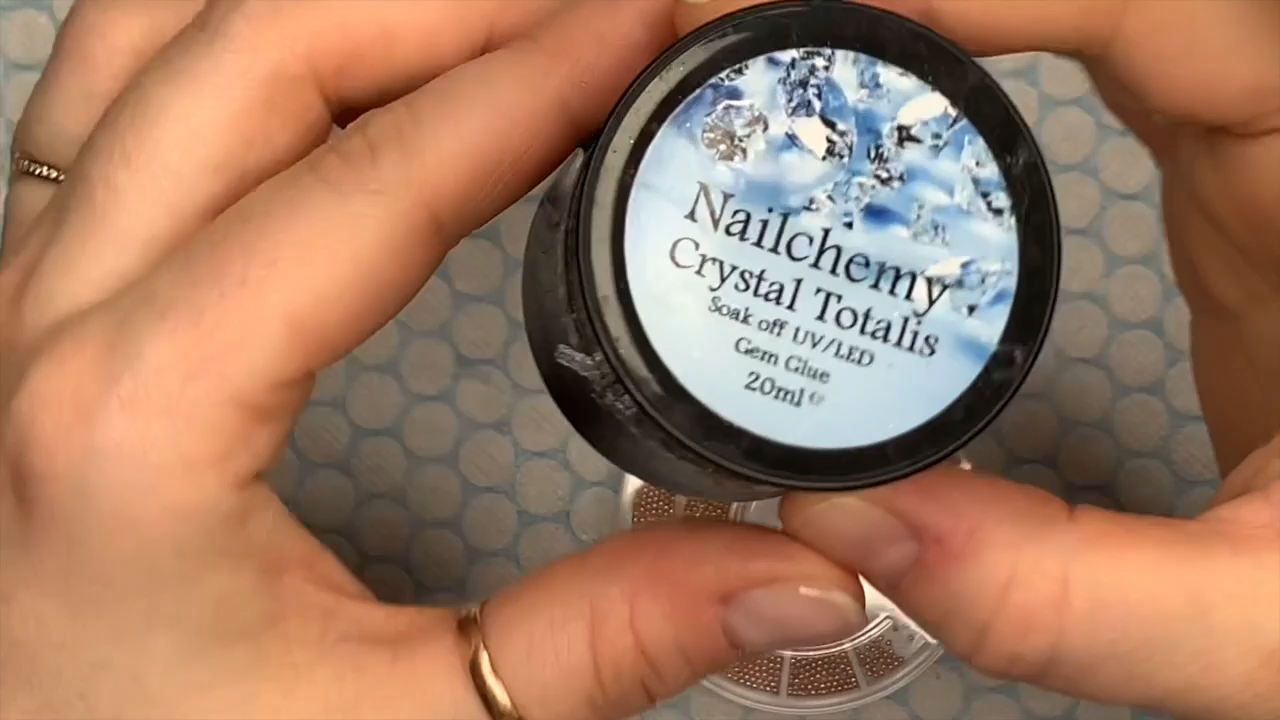 Nailchemy
Crystal Totalis
Soak off UV/LED
Gem Glue
20ml ℮